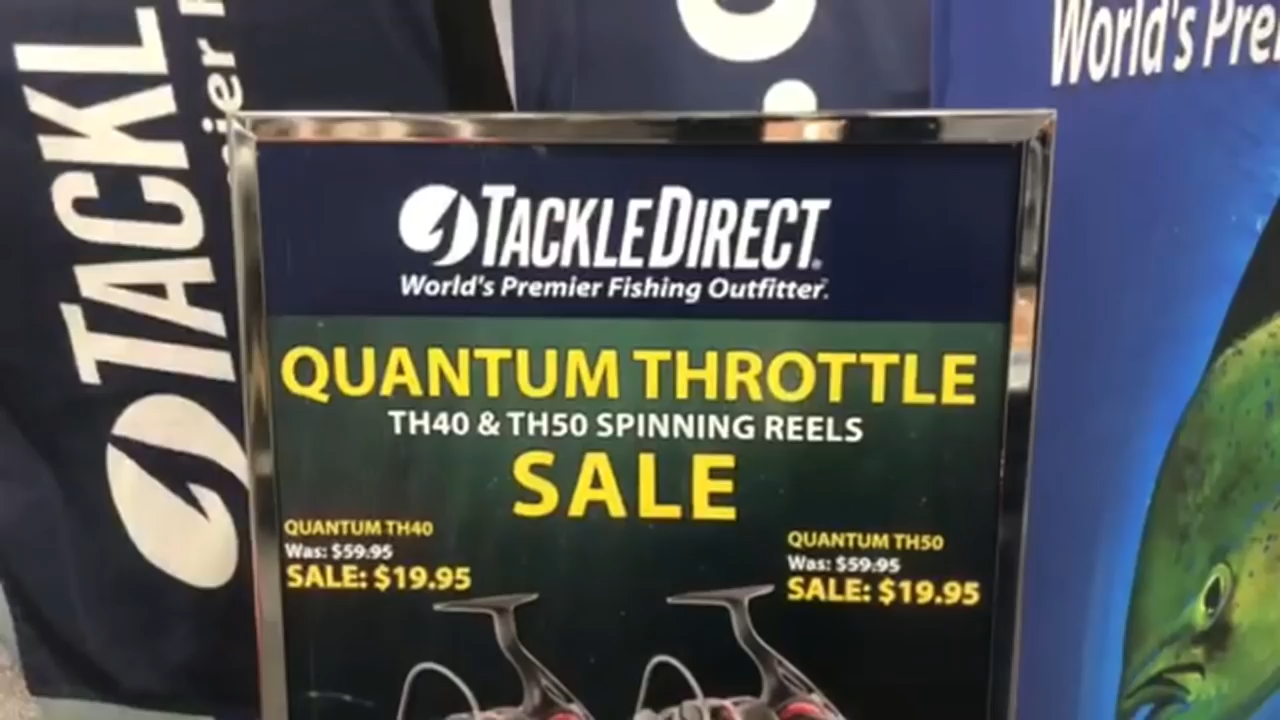 TACKL
ier
World's Pre
TACKLEDIRECT®
World's Premier Fishing Outfitter.
QUANTUM THROTTLE
TH40 & TH50 SPINNING REELS
SALE
QUANTUM TH40
Was: $59.95
SALE: $19.95
QUANTUM TH50
Was: $59.95
SALE: $19.95